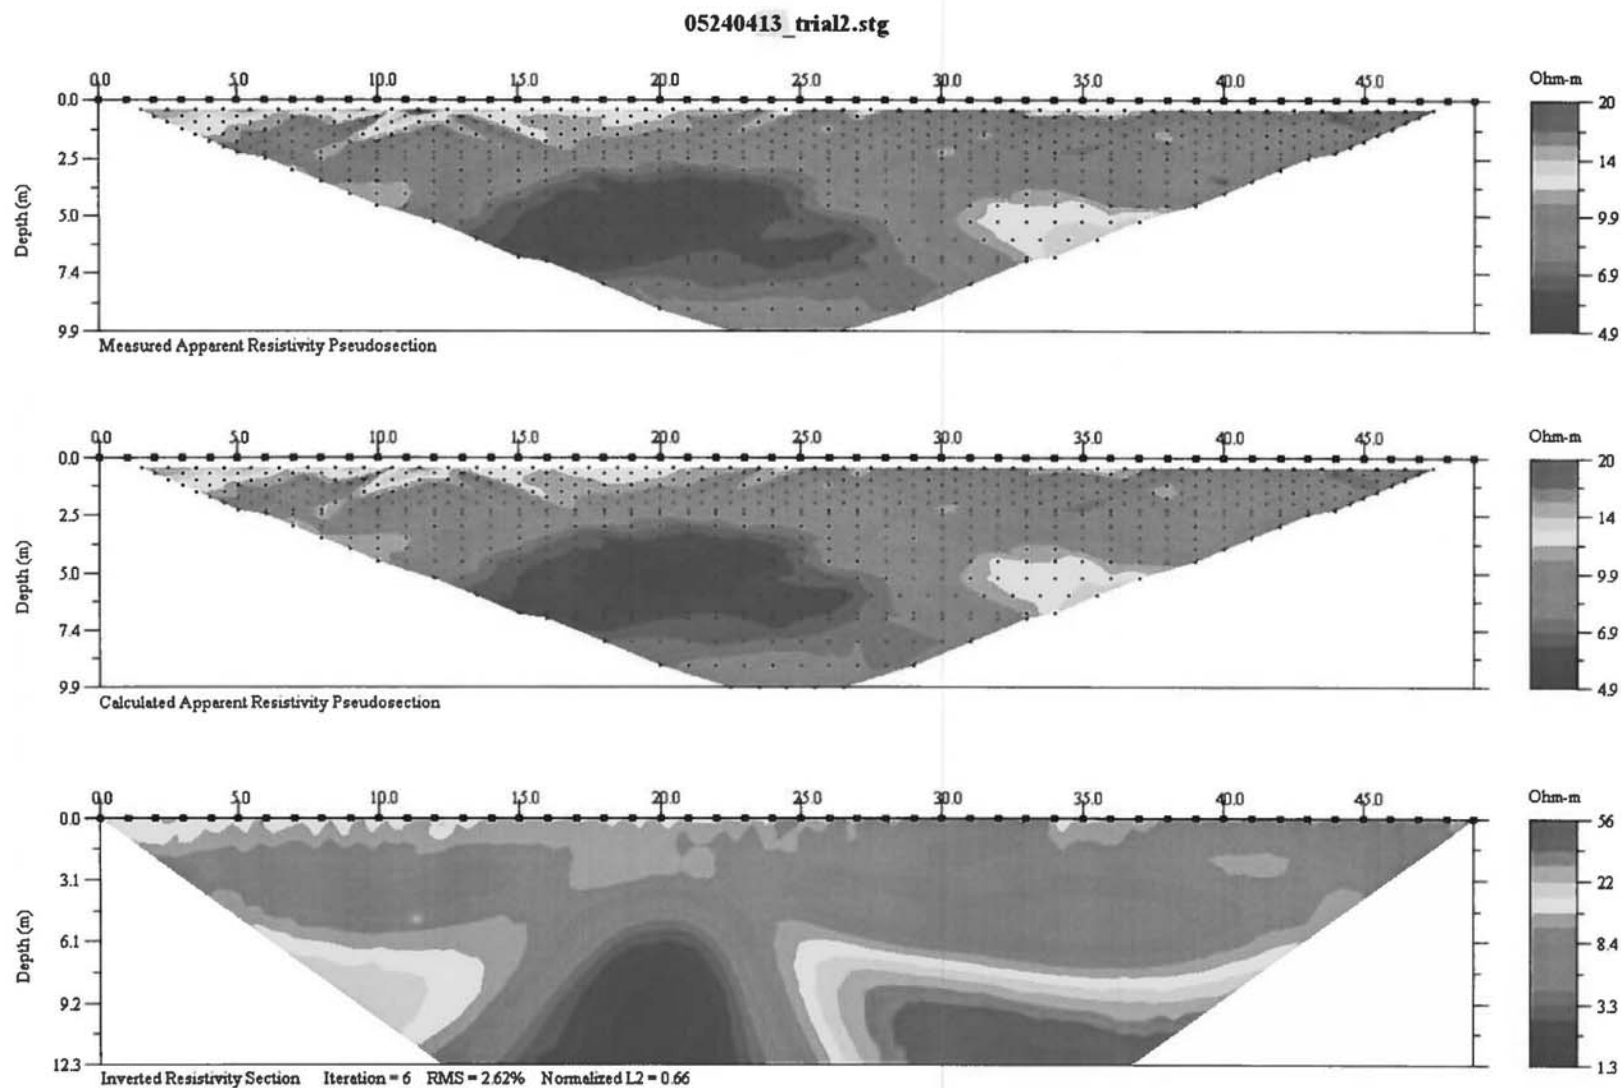 05240413_trial2.stg
0.0 5.0 10.0 15.0 20.0 25.0 30.0 35.0 40.0 45.0 Ohm-m
0.0 20
2.5 14
Depth (m)
5.0 9.9
7.4 6.9
9.9 4.9
Measured Apparent Resistivity Pseudosection
0.0 5.0 10.0 15.0 20.0 25.0 30.0 35.0 40.0 45.0 Ohm-m
0.0 20
2.5 14
Depth (m)
5.0 9.9
7.4 6.9
9.9 4.9
Calculated Apparent Resistivity Pseudosection
0.0 5.0 10.0 15.0 20.0 25.0 30.0 35.0 40.0 45.0 Ohm-m
0.0 56
3.1 22
Depth (m)
6.1 8.4
9.2 3.3
12.3 1.3
Inverted Resistivity Section Iteration = 6 RMS = 2.62% Normalized L2 = 0.66